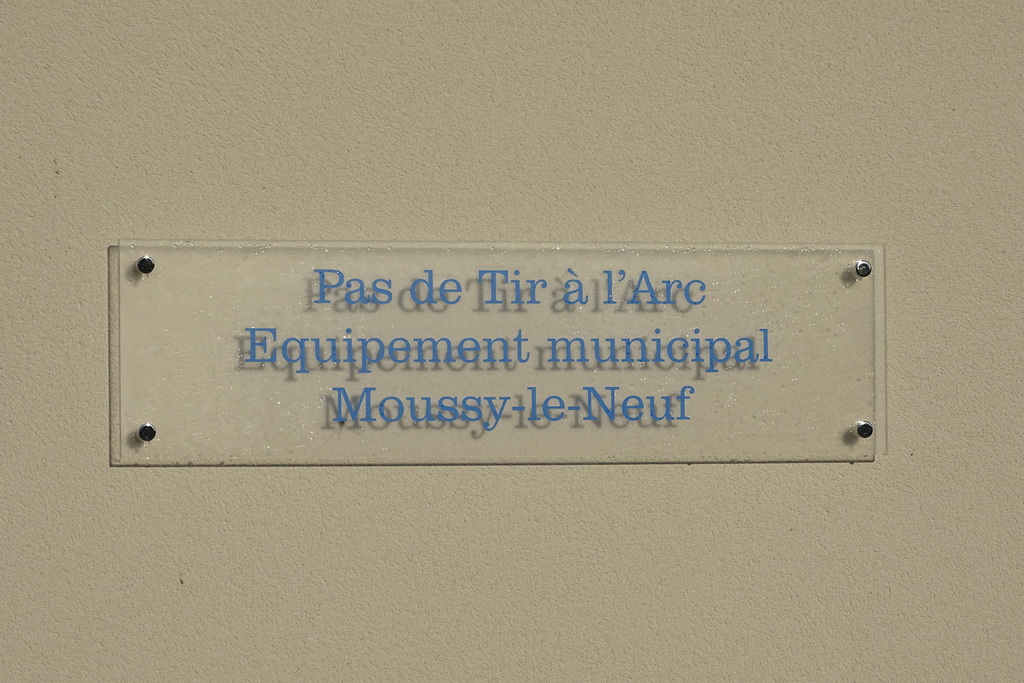 Pas de Tir à l'Arc
Equipement municipal
Moussy-le-Neuf